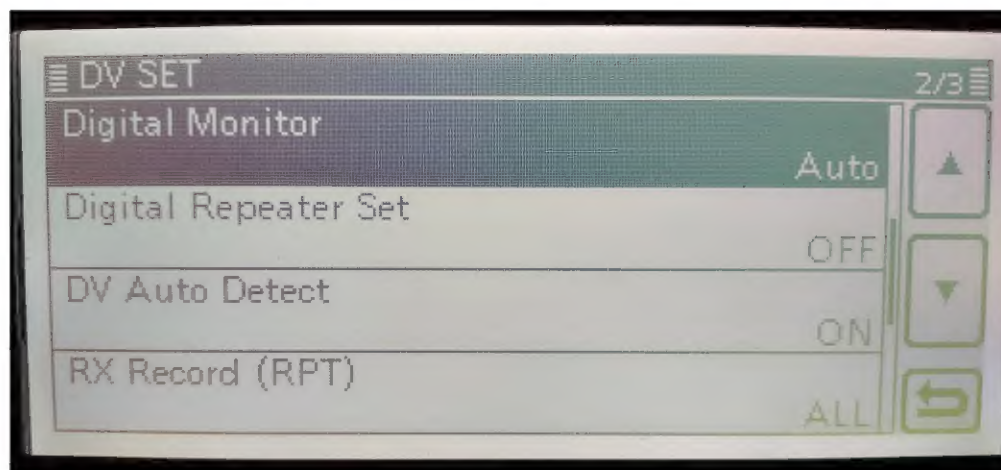 DV SET
2/3
Digital Monitor
Auto
Digital Repeater Set
OFF
DV Auto Detect
ON
RX Record (RPT)
ALL